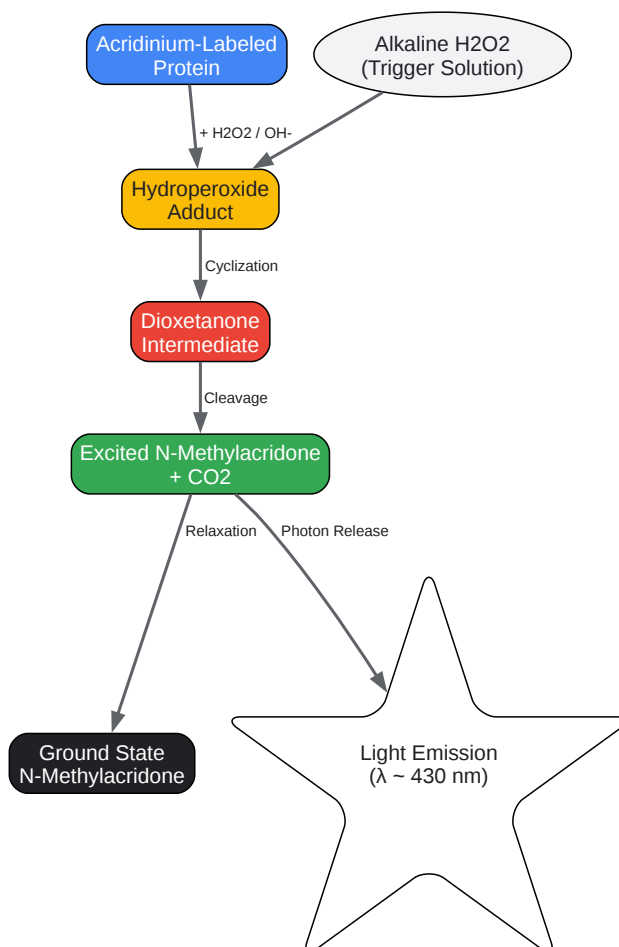 Acridinium-Labeled
Protein
Alkaline H2O2
(Trigger Solution)
+ H2O2 / OH-
Hydroperoxide
Adduct
Cyclization
Dioxetanone
Intermediate
Cleavage
Excited N-Methylacridone
+ CO2
Relaxation
Photon Release
Ground State
N-Methylacridone
Light Emission
(λ ~ 430 nm)